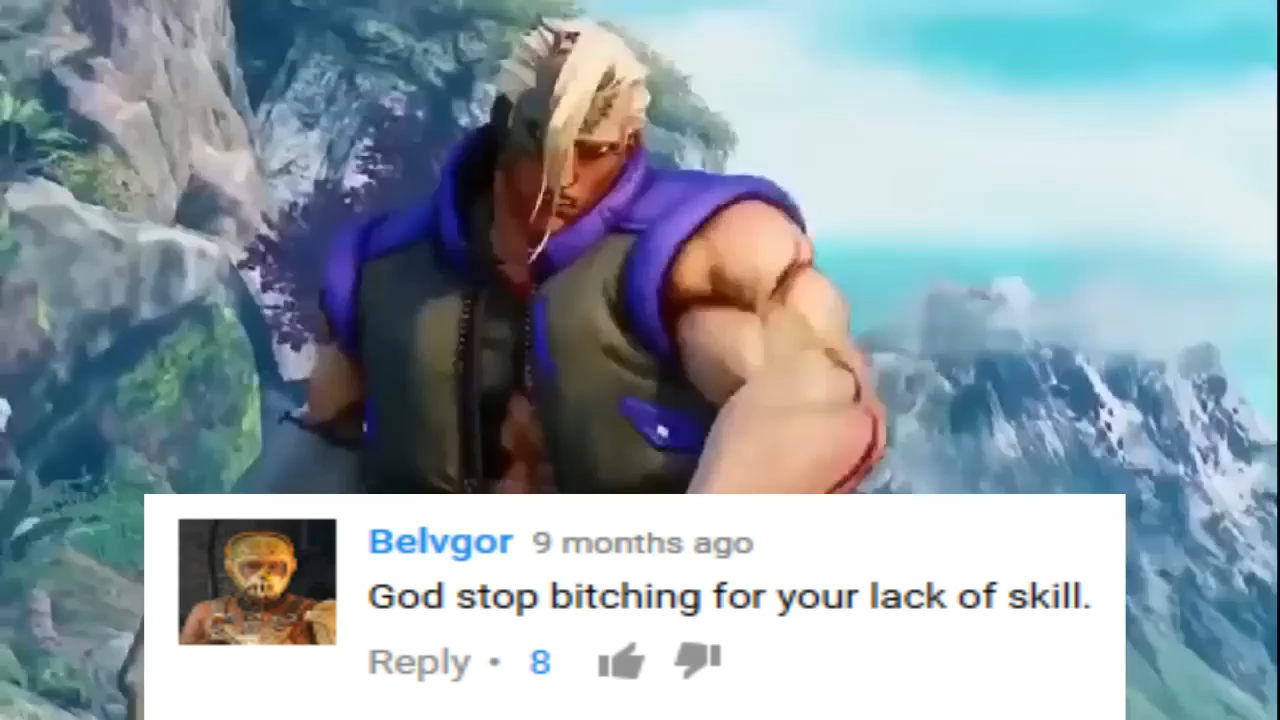 Belvgor 9 months ago
God stop bitching for your lack of skill.
Reply • 8